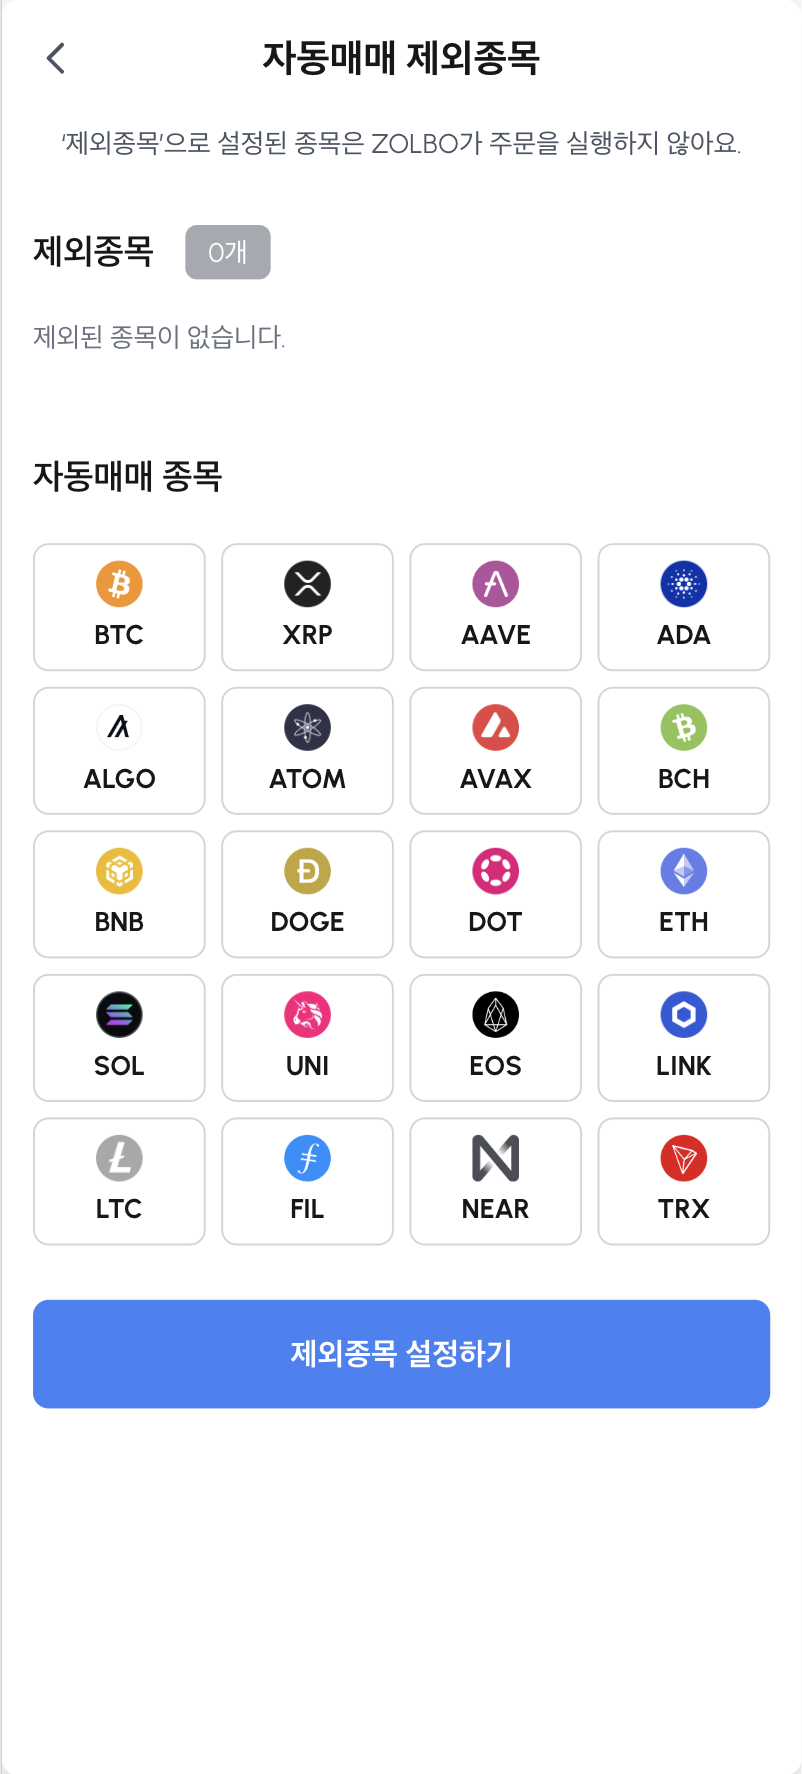 자동매매 제외종목
‘제외종목’으로 설정된 종목은 ZOLBO가 주문을 실행하지 않아요.
제외종목 0개
제외된 종목이 없습니다.
자동매매 종목
BTC XRP AAVE ADA
ALGO ATOM AVAX BCH
BNB DOGE DOT ETH
SOL UNI EOS LINK
LTC FIL NEAR TRX
제외종목 설정하기